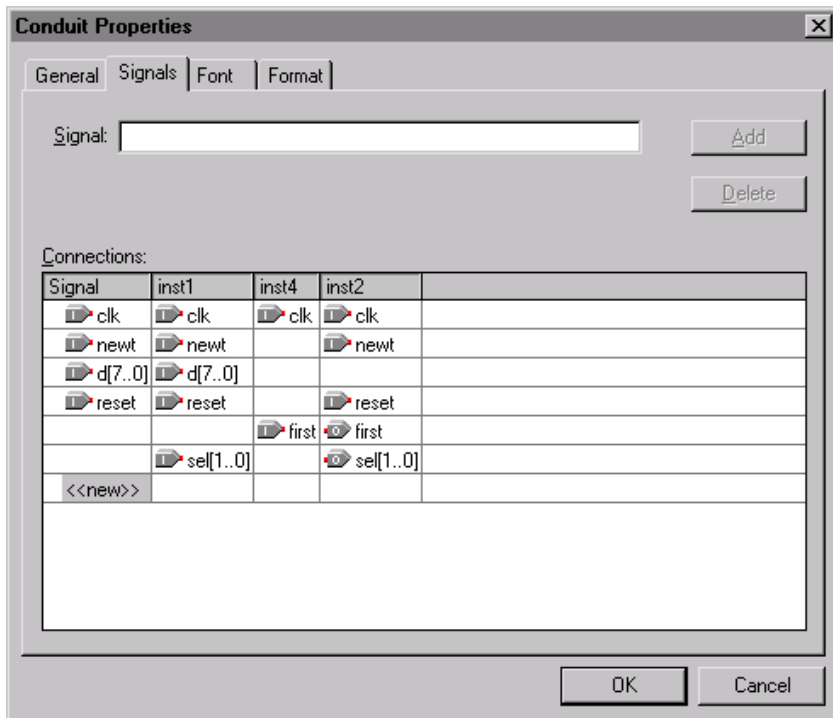 Conduit Properties
General Signals Font Format
Signal: Add
Delete
Connections:
Signal inst1 inst4 inst2
I clk I clk I clk I clk
I newt I newt I newt
I d[7..0] I d[7..0]
I reset I reset I reset
I first O first
I sel[1..0] O sel[1..0]
<<new>>
OK Cancel